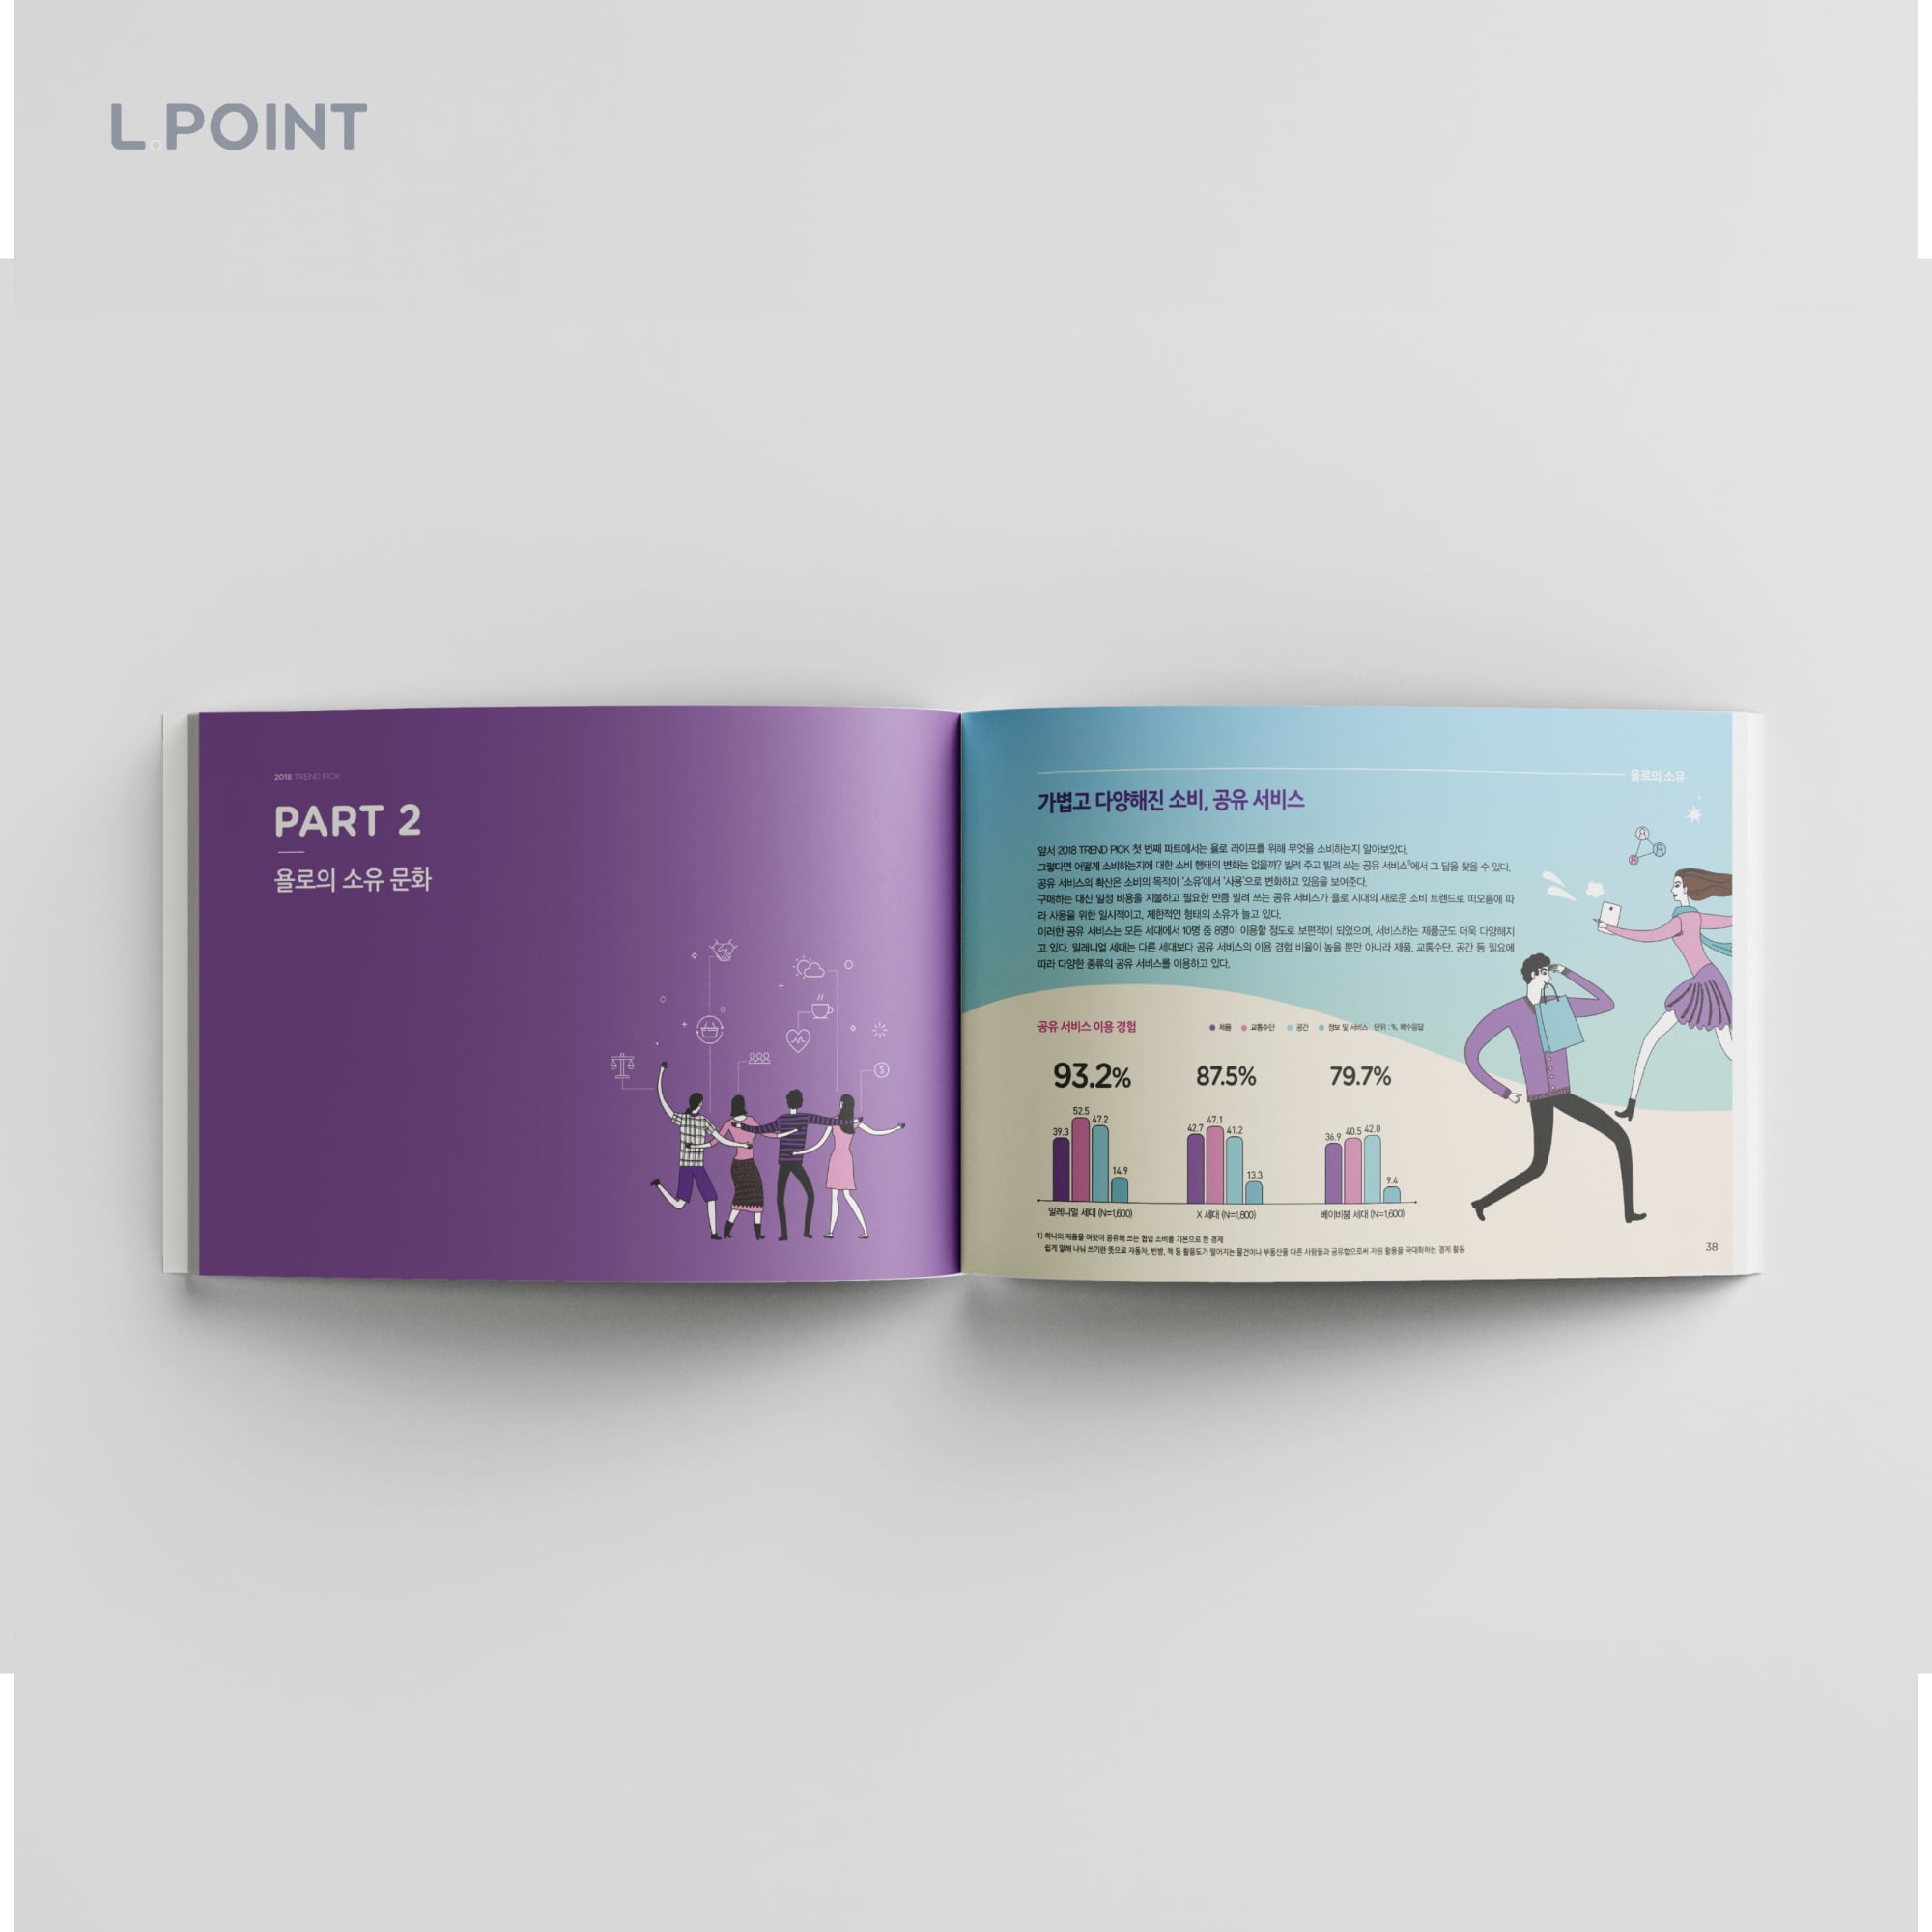 L.POINT
2018 TREND PICK
PART 2
욜로의 소유 문화
욜로의 소유
가볍고 다양해진 소비, 공유 서비스
앞서 2018 TREND PICK 첫 번째 파트에서는 욜로 라이프를 위해 무엇을 소비하는지 알아보았다.
그렇다면 어떻게 소비하는지에 대한 소비 형태의 변화는 없을까? 빌려 주고 빌려 쓰는 공유 서비스¹⁾에서 그 답을 찾을 수 있다.
공유 서비스의 확산은 소비의 목적이 '소유'에서 '사용'으로 변화하고 있음을 보여준다.
구매하는 대신 일정 비용을 지불하고 필요한 만큼 빌려 쓰는 공유 서비스가 욜로 시대의 새로운 소비 트렌드로 떠오름에 따
라 사용을 위한 일시적이고, 제한적인 형태의 소유가 늘고 있다.
이러한 공유 서비스는 모든 세대에서 10명 중 8명이 이용할 정도로 보편적이 되었으며, 서비스하는 제품군도 더욱 다양해지
고 있다. 밀레니얼 세대는 다른 세대보다 공유 서비스의 이용 경험 비율이 높을 뿐만 아니라 제품, 교통수단, 공간 등 필요에
따라 다양한 종류의 공유 서비스를 이용하고 있다.
공유 서비스 이용 경험
제품 교통수단 공간 정보 및 서비스 단위 : %, 복수응답
93.2% 87.5% 79.7%
39.3 52.5 47.2 14.9
42.7 47.1 41.2 13.3
36.9 40.5 42.0 9.4
밀레니얼 세대 (N=1,600) X 세대 (N=1,800) 베이비붐 세대 (N=1,600)
1) 하나의 제품을 여럿이 공유해 쓰는 협업 소비를 기본으로 한 경제
쉽게 말해 나눠 쓰기란 뜻으로 자동차, 빈방, 책 등 활용도가 떨어지는 물건이나 부동산을 다른 사람들과 공유함으로써 자원 활용을 극대화하는 경제 활동
38